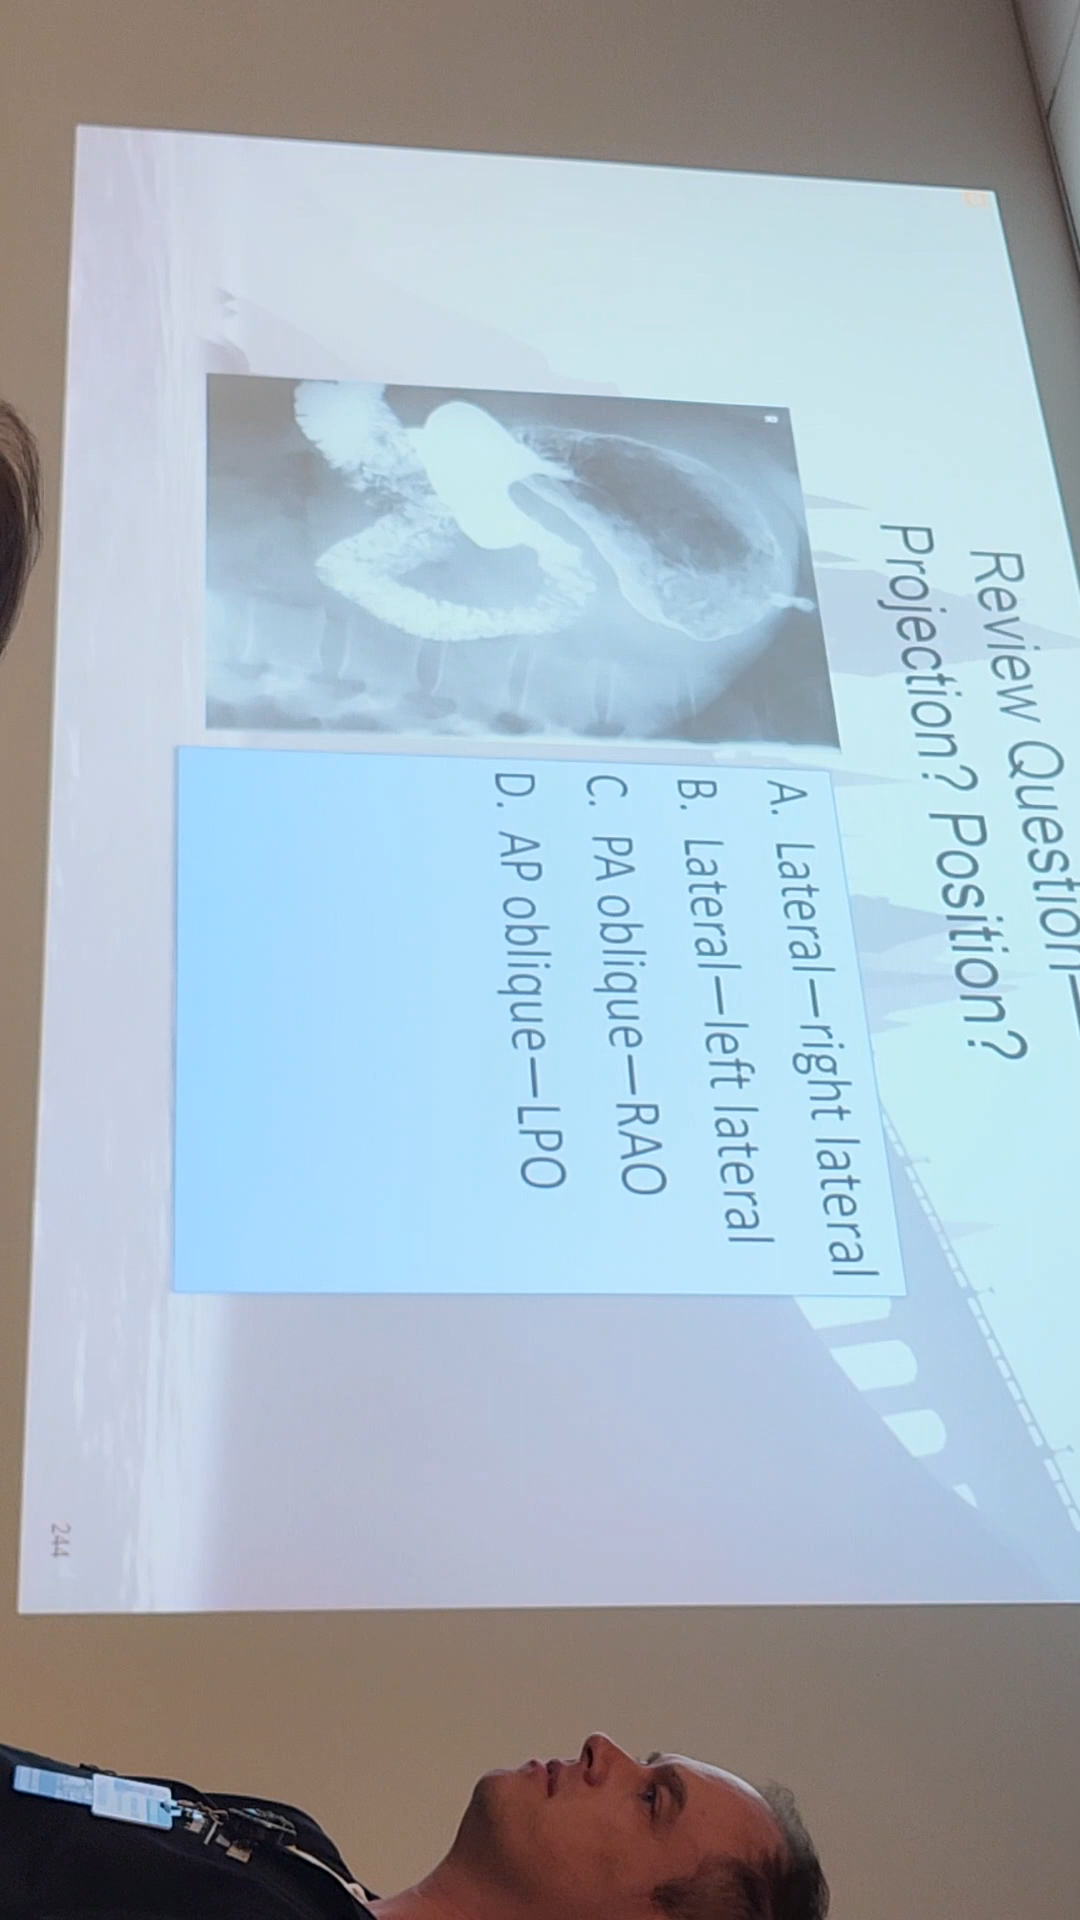 Review Question—
Projection? Position?
R
A. Lateral—right lateral
B. Lateral—left lateral
C. PA oblique—RAO
D. AP oblique—LPO
244